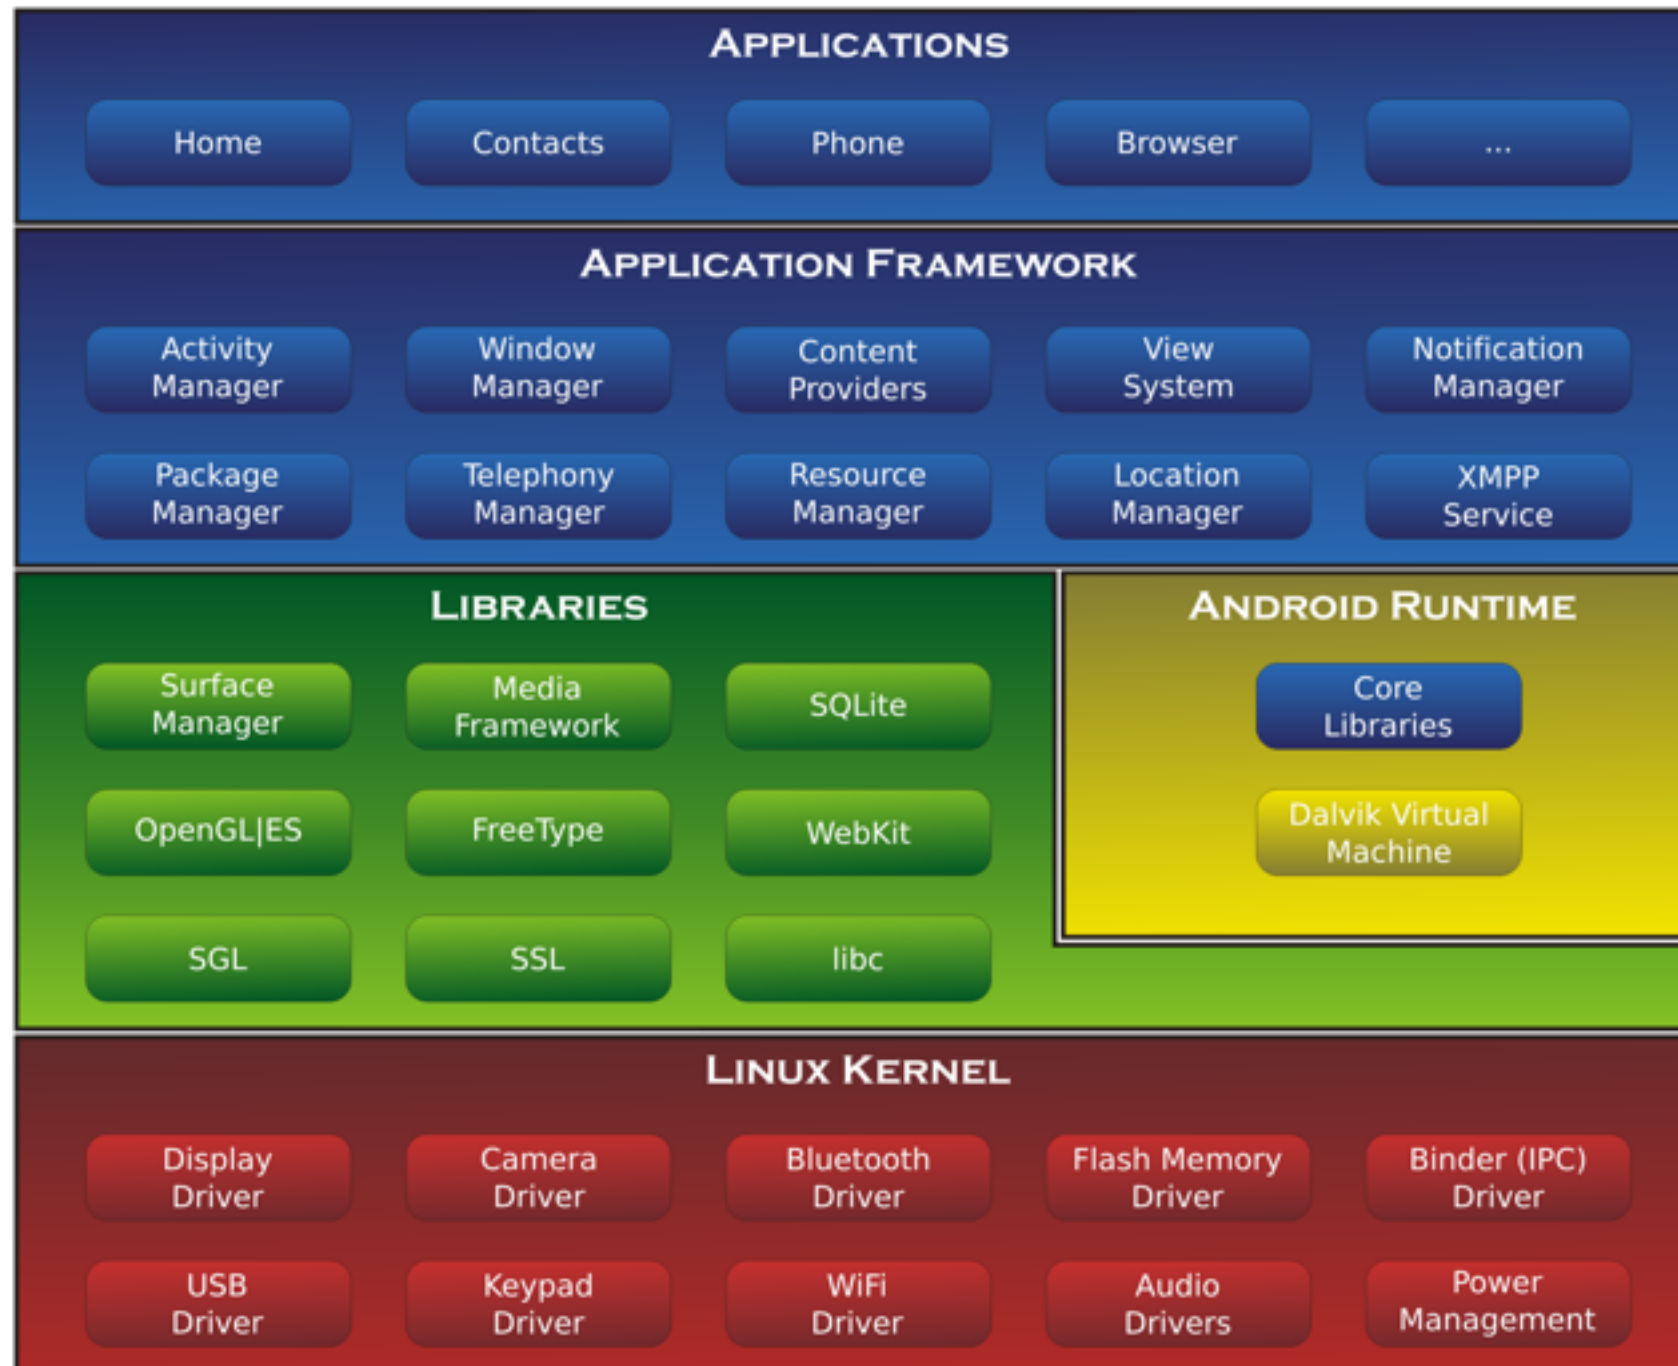 APPLICATIONS
Home
Contacts
Phone
Browser
...
APPLICATION FRAMEWORK
Activity
Manager
Window
Manager
Content
Providers
View
System
Notification
Manager
Package
Manager
Telephony
Manager
Resource
Manager
Location
Manager
XMPP
Service
LIBRARIES
Surface
Manager
Media
Framework
SQLite
OpenGL|ES
FreeType
WebKit
SGL
SSL
libc
ANDROID RUNTIME
Core
Libraries
Dalvik Virtual
Machine
LINUX KERNEL
Display
Driver
Camera
Driver
Bluetooth
Driver
Flash Memory
Driver
Binder (IPC)
Driver
USB
Driver
Keypad
Driver
WiFi
Driver
Audio
Drivers
Power
Management